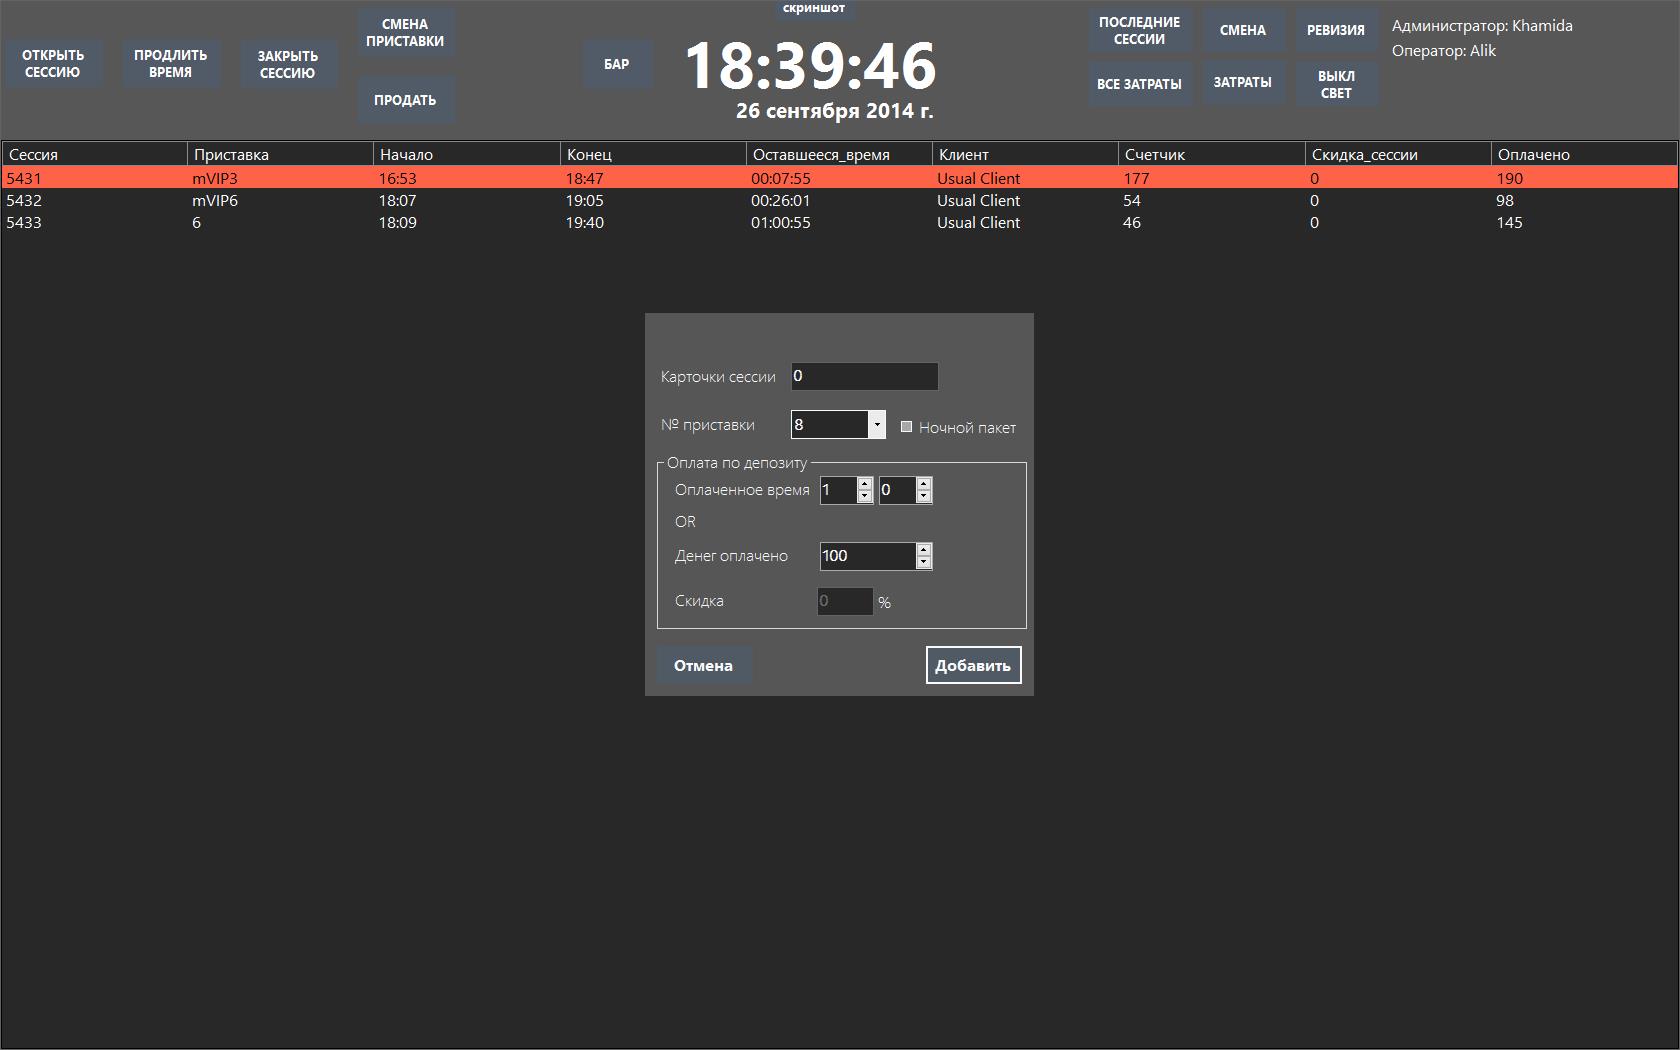 скриншот
ОТКРЫТЬ
СЕССИЮ
ПРОДЛИТЬ
ВРЕМЯ
ЗАКРЫТЬ
СЕССИЮ
СМЕНА
ПРИСТАВКИ
ПРОДАТЬ
БАР
18:39:46
26 сентября 2014 г.
ПОСЛЕДНИЕ
СЕССИИ
СМЕНА
РЕВИЗИЯ
ВСЕ ЗАТРАТЫ
ЗАТРАТЫ
ВЫКЛ
СВЕТ
Администратор: Khamida
Оператор: Alik
Сессия Приставка Начало Конец Оставшееся_время Клиент Счетчик Скидка_сессии Оплачено
5431 mVIP3 16:53 18:47 00:07:55 Usual Client 177 0 190
5432 mVIP6 18:07 19:05 00:26:01 Usual Client 54 0 98
5433 6 18:09 19:40 01:00:55 Usual Client 46 0 145
Карточки сессии 0
№ приставки 8 Ночной пакет
Оплата по депозиту
Оплаченное время 1 0
OR
Денег оплачено 100
Скидка 0 %
Отмена Добавить